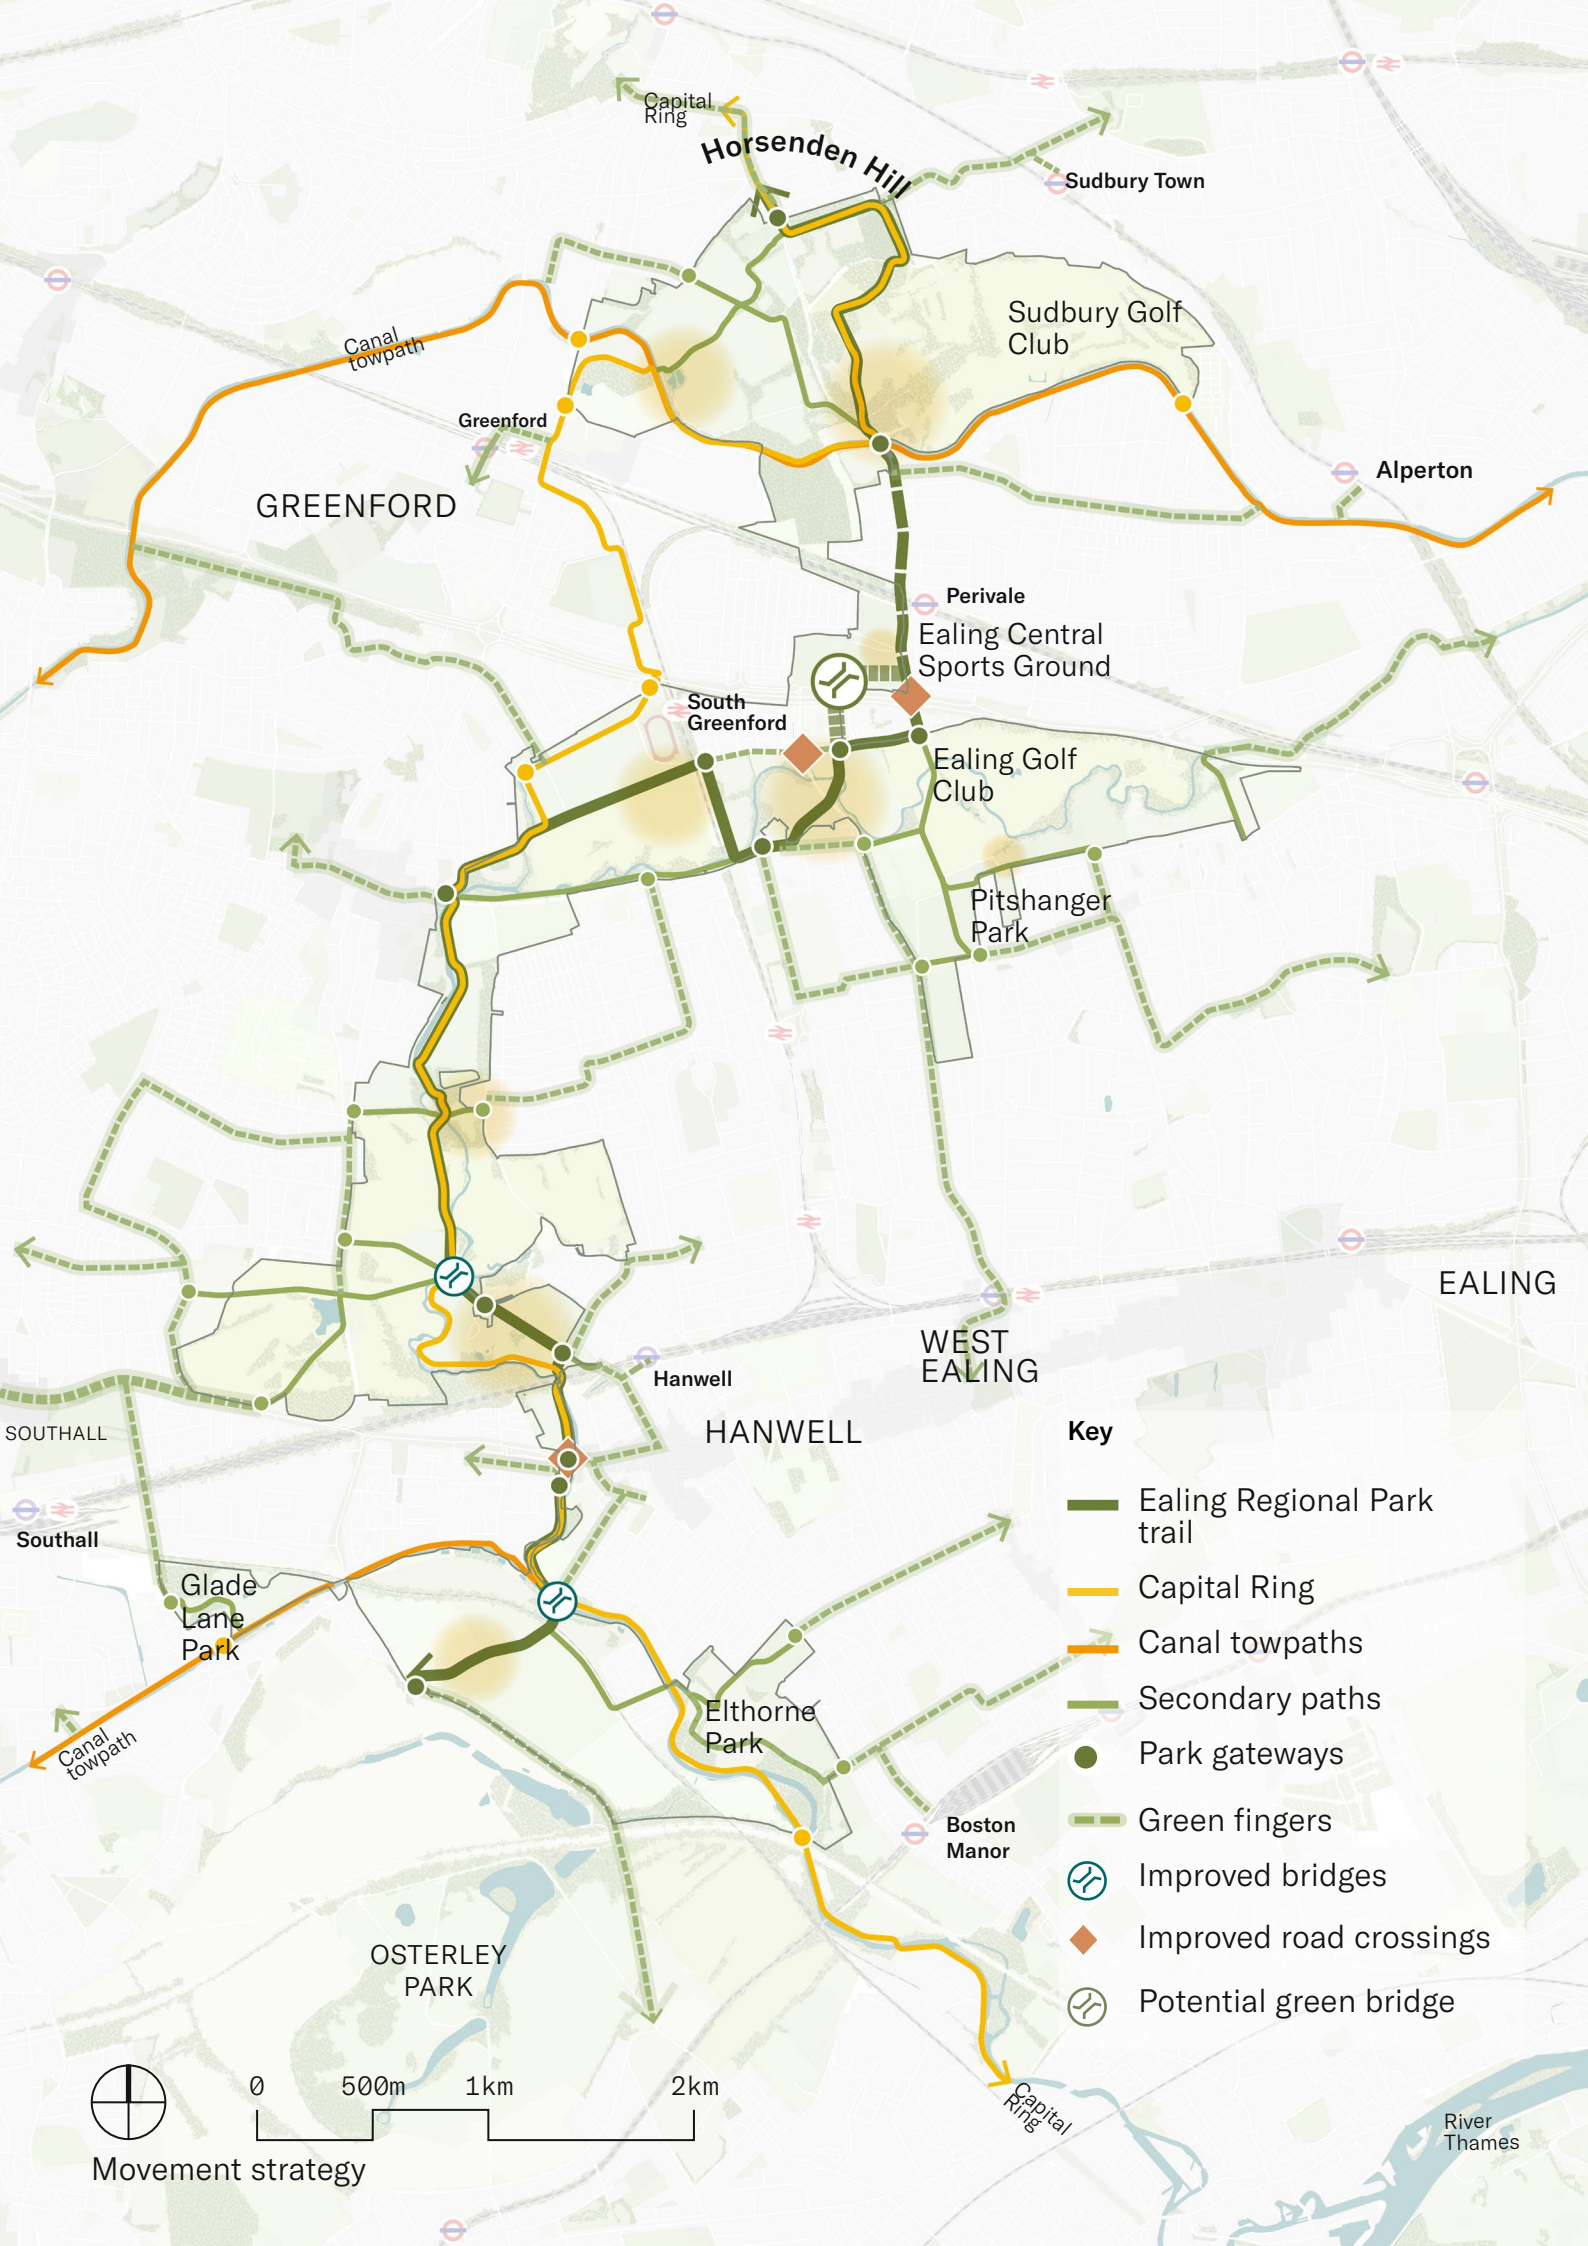 Capital
Ring
Horsenden Hill
Sudbury Town
Sudbury Golf
Club
Canal
towpath
Greenford
Alperton
GREENFORD
Perivale
Ealing Central
Sports Ground
South
Greenford
Ealing Golf
Club
Pitshanger
Park
EALING
WEST
EALING
Hanwell
HANWELL
SOUTHALL
Southall
Glade
Lane
Park
Canal
towpath
Elthorne
Park
Boston
Manor
OSTERLEY
PARK
Capital
Ring
River
Thames
Key
Ealing Regional Park
trail
Capital Ring
Canal towpaths
Secondary paths
Park gateways
Green fingers
Improved bridges
Improved road crossings
Potential green bridge
0 500m 1km 2km
Movement strategy